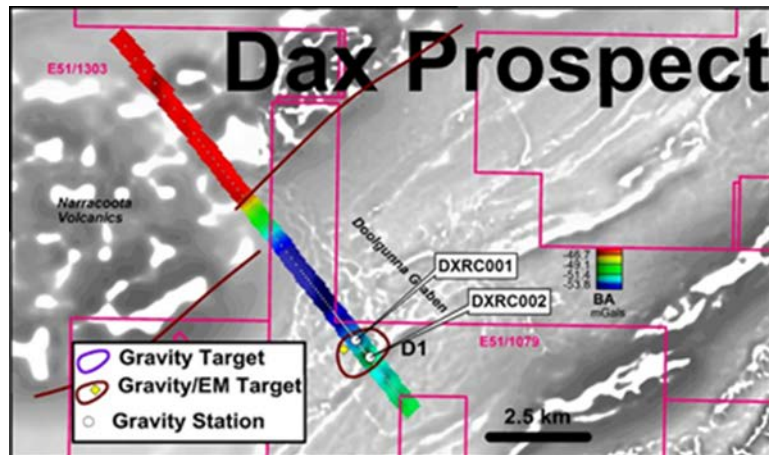 Dax Prospect
E51/1303
Narracoota
Volcanics
Doolgunna Graben
DXRC001
DXRC002
-46.7
-49.1
-51.4
-53.8
BA
mGals
D1
E51/1079
Gravity Target
Gravity/EM Target
Gravity Station
2.5 km